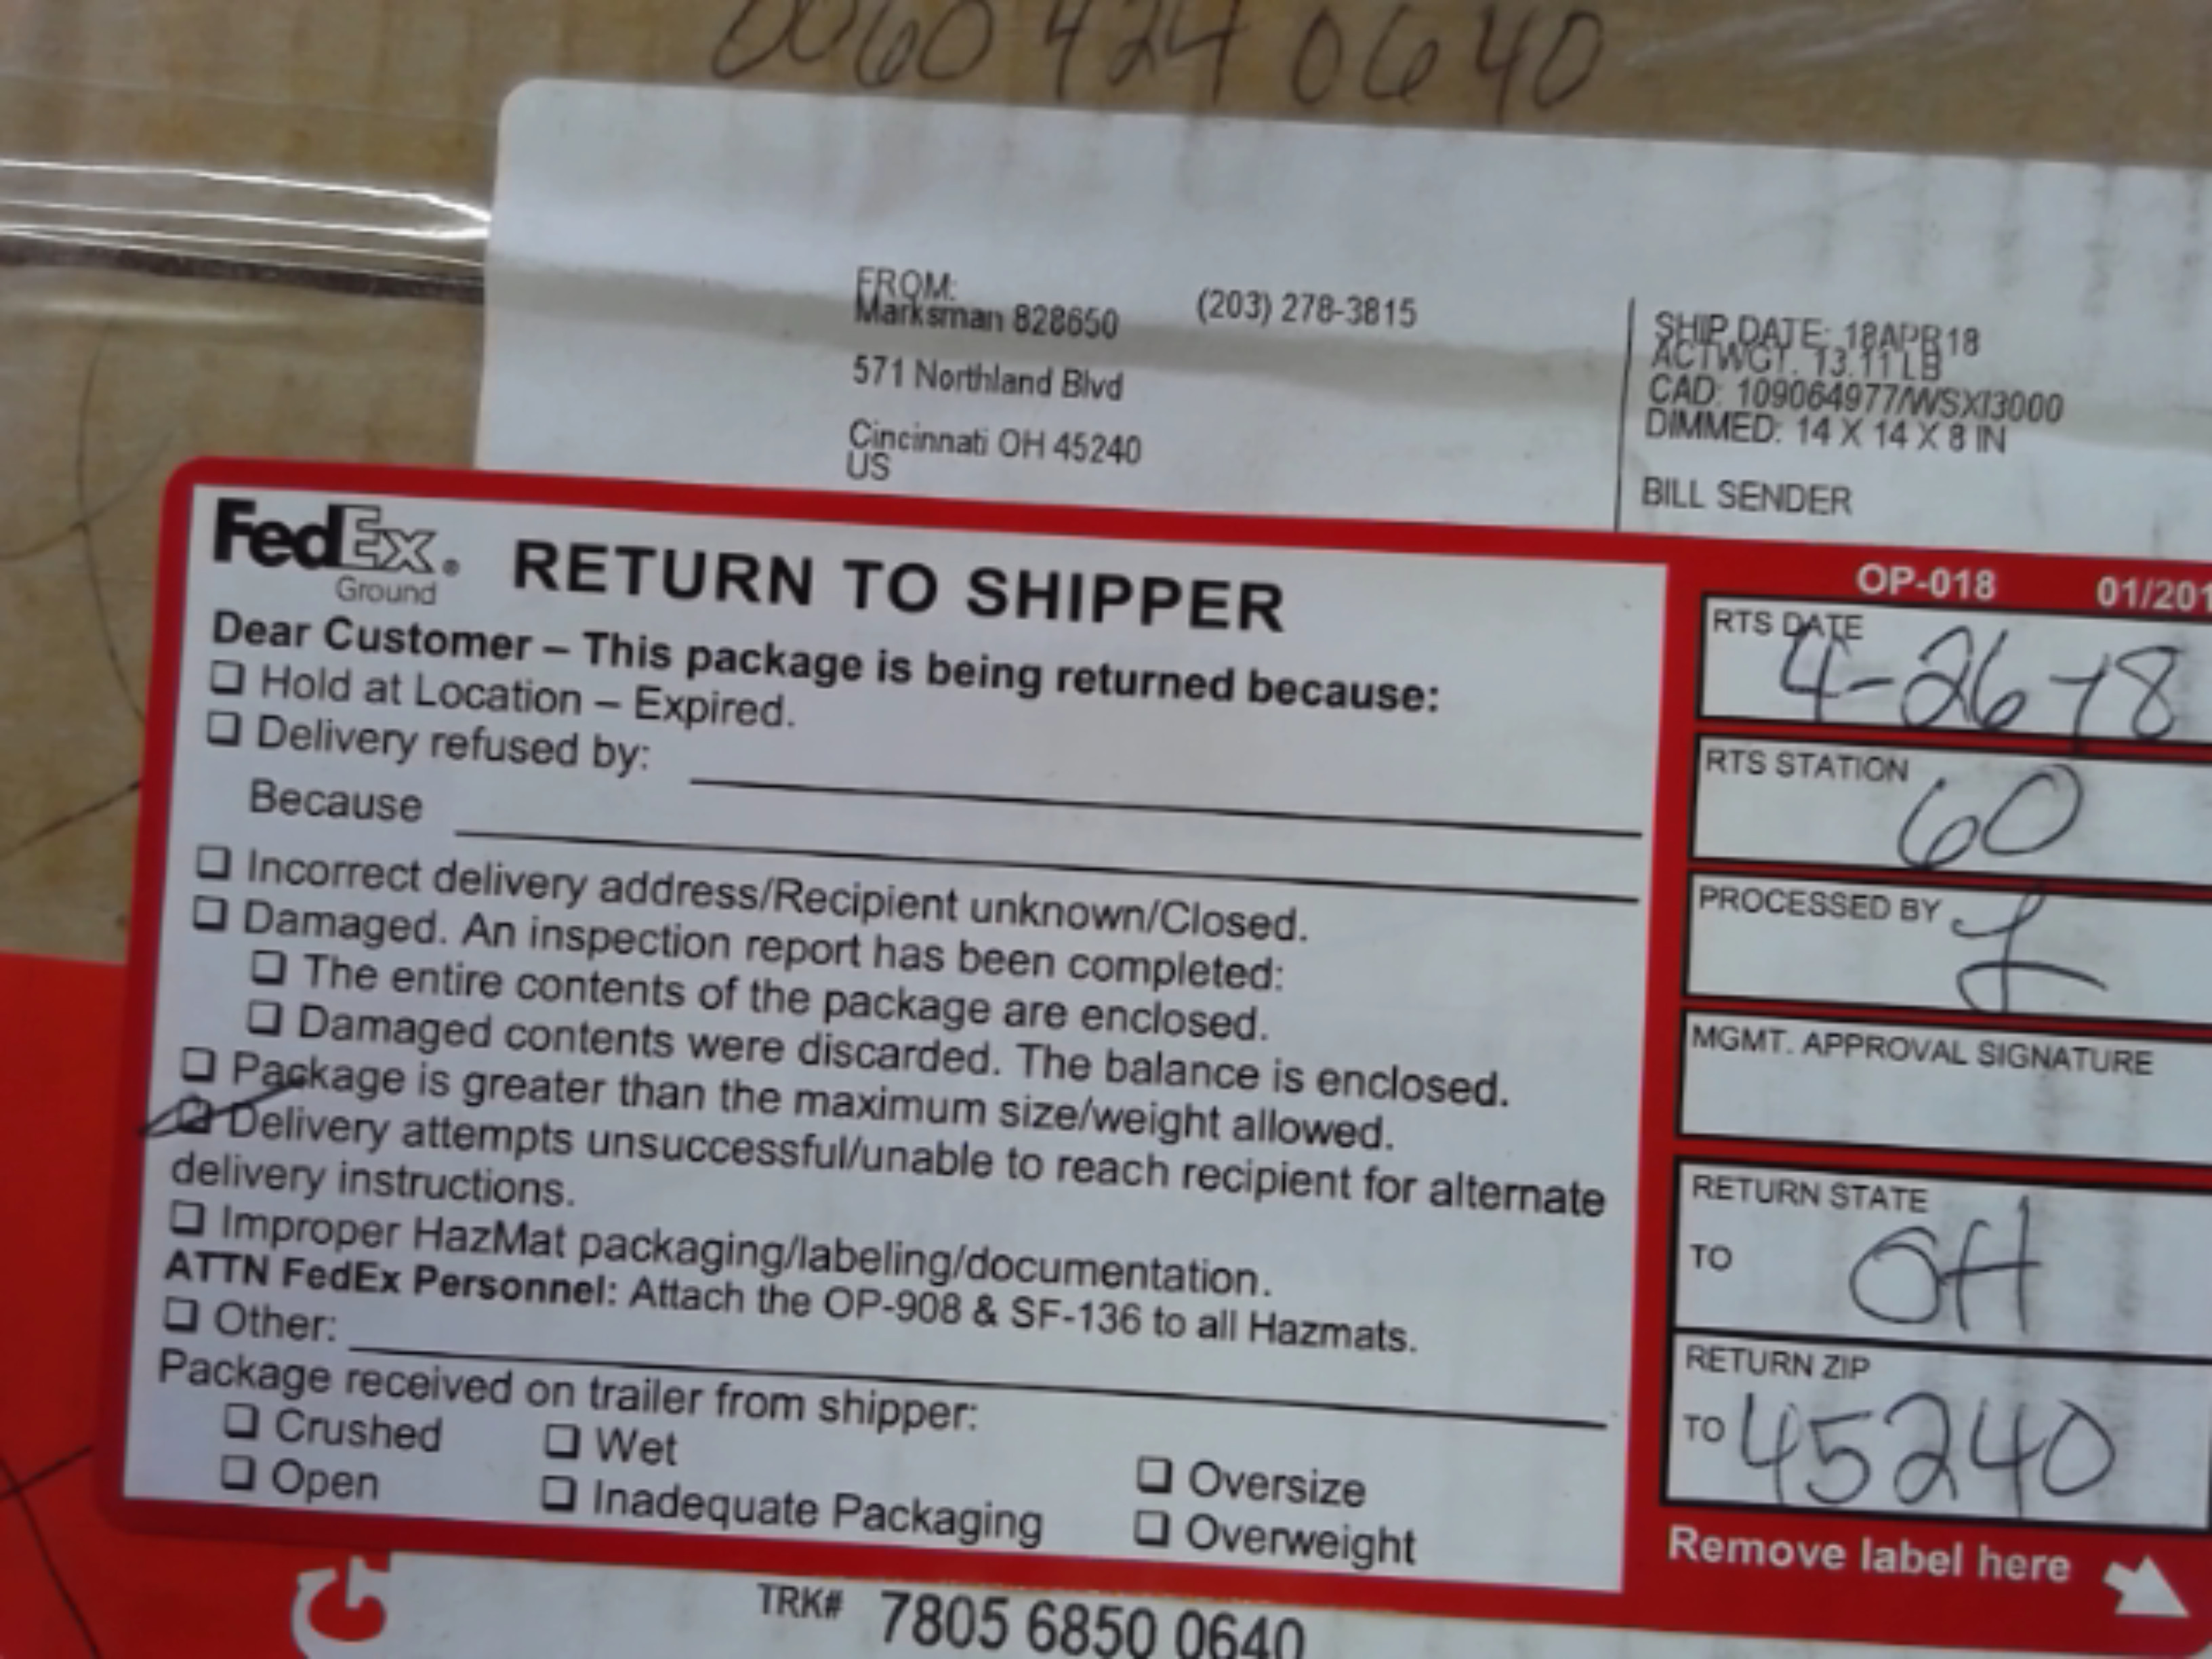 0060 424 0640
FROM:
Marksman 828650
(203) 278-3815
571 Northland Blvd
Cincinnati OH 45240
US
SHIP DATE: 18APR18
ACTWGT: 13.11 LB
CAD: 109064977/WSXI3000
DIMMED: 14 X 14 X 8 IN
BILL SENDER
FedEx®
Ground
RETURN TO SHIPPER
Dear Customer – This package is being returned because:
❏ Hold at Location – Expired.
❏ Delivery refused by:
Because
❏ Incorrect delivery address/Recipient unknown/Closed.
❏ Damaged. An inspection report has been completed:
❏ The entire contents of the package are enclosed.
❏ Damaged contents were discarded. The balance is enclosed.
❏ Package is greater than the maximum size/weight allowed.
❏ Delivery attempts unsuccessful/unable to reach recipient for alternate
delivery instructions.
❏ Improper HazMat packaging/labeling/documentation.
ATTN FedEx Personnel: Attach the OP-908 & SF-136 to all Hazmats.
❏ Other:
Package received on trailer from shipper:
❏ Crushed ❏ Wet ❏ Oversize
❏ Open ❏ Inadequate Packaging ❏ Overweight
OP-018 01/201
RTS DATE
4-26-18
RTS STATION
60
PROCESSED BY
MGMT. APPROVAL SIGNATURE
RETURN STATE
TO OH
RETURN ZIP
TO 45240
Remove label here
TRK# 7805 6850 0640